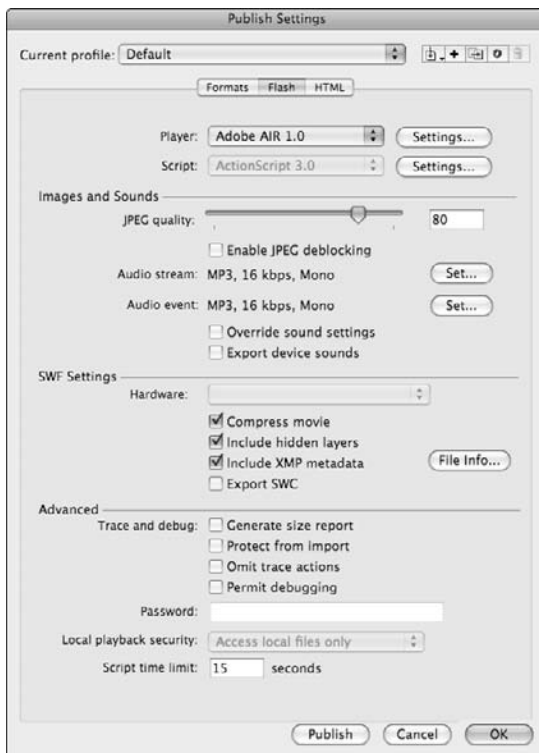 Publish Settings
Current profile: Default
Formats Flash HTML
Player: Adobe AIR 1.0 Settings...
Script: ActionScript 3.0 Settings...
Images and Sounds
JPEG quality: 80
Enable JPEG deblocking
Audio stream: MP3, 16 kbps, Mono Set...
Audio event: MP3, 16 kbps, Mono Set...
Override sound settings
Export device sounds
SWF Settings
Hardware:
Compress movie
Include hidden layers
Include XMP metadata File Info...
Export SWC
Advanced
Trace and debug: Generate size report
Protect from import
Omit trace actions
Permit debugging
Password:
Local playback security: Access local files only
Script time limit: 15 seconds
Publish Cancel OK